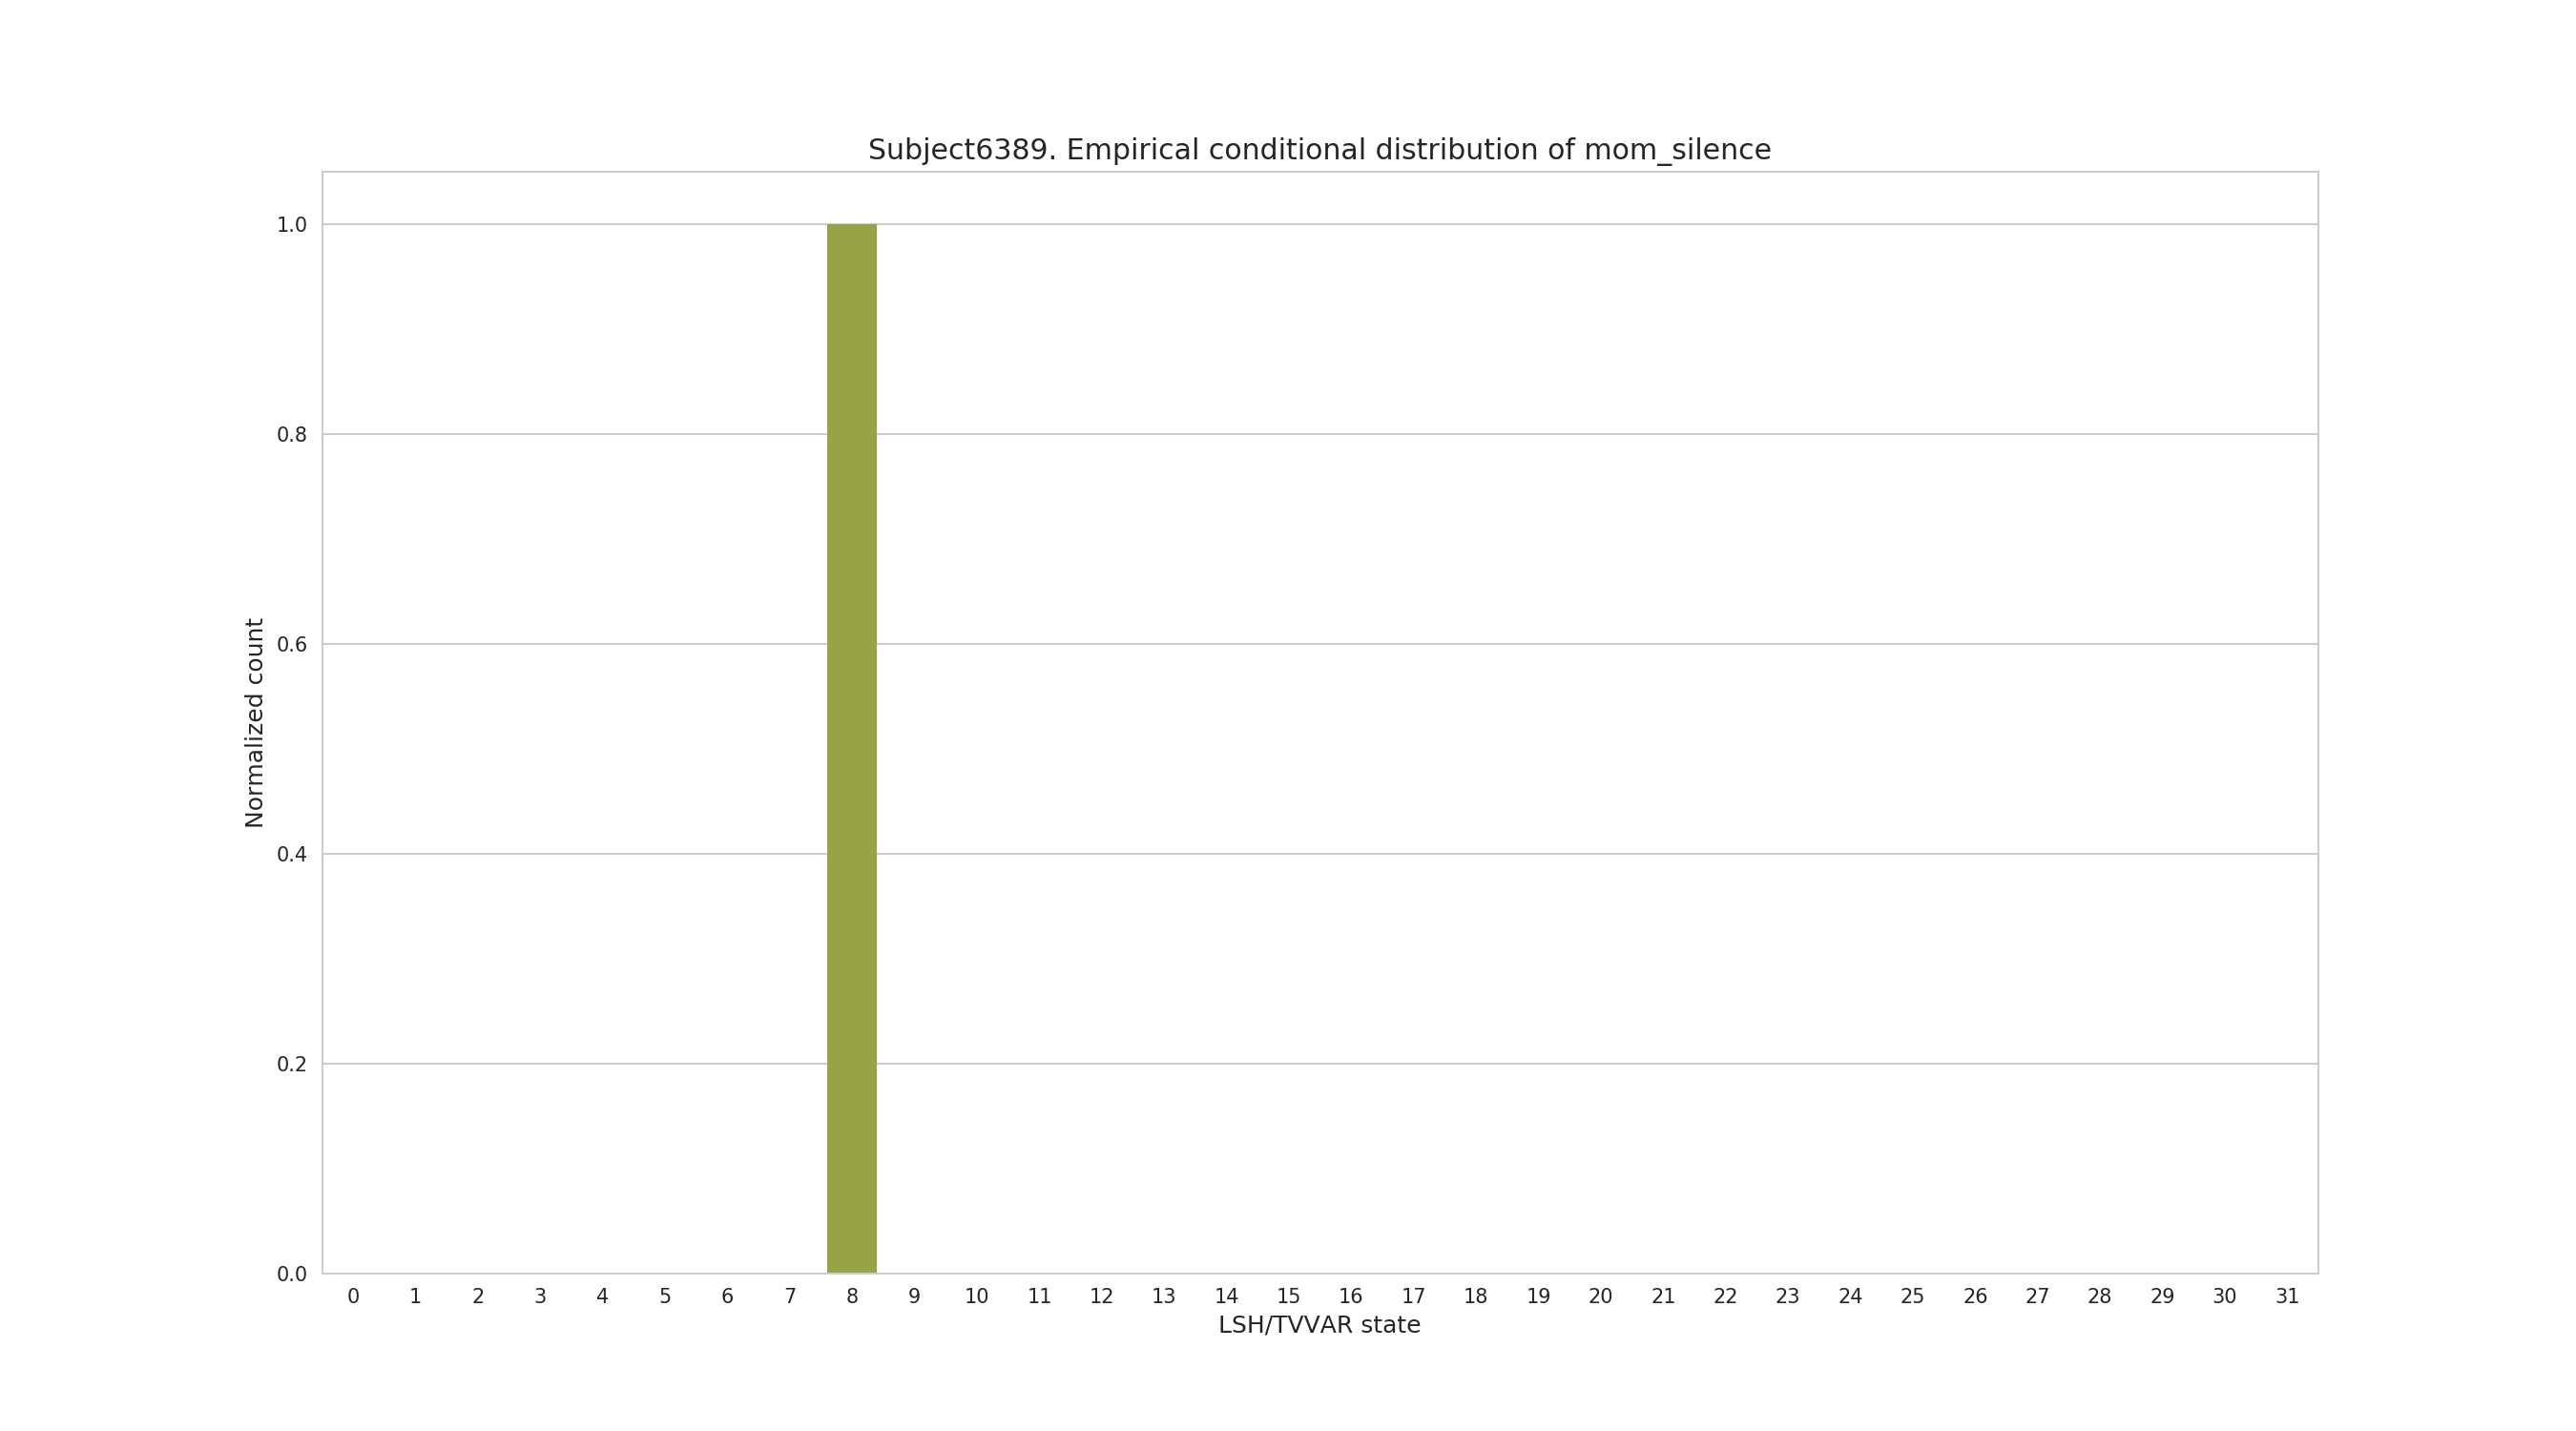 Subject6389. Empirical conditional distribution of mom_silence
1.0
0.8
0.6
0.4
0.2
0.0
Normalized count
0 1 2 3 4 5 6 7 8 9 10 11 12 13 14 15 16 17 18 19 20 21 22 23 24 25 26 27 28 29 30 31
LSH/TVVAR state